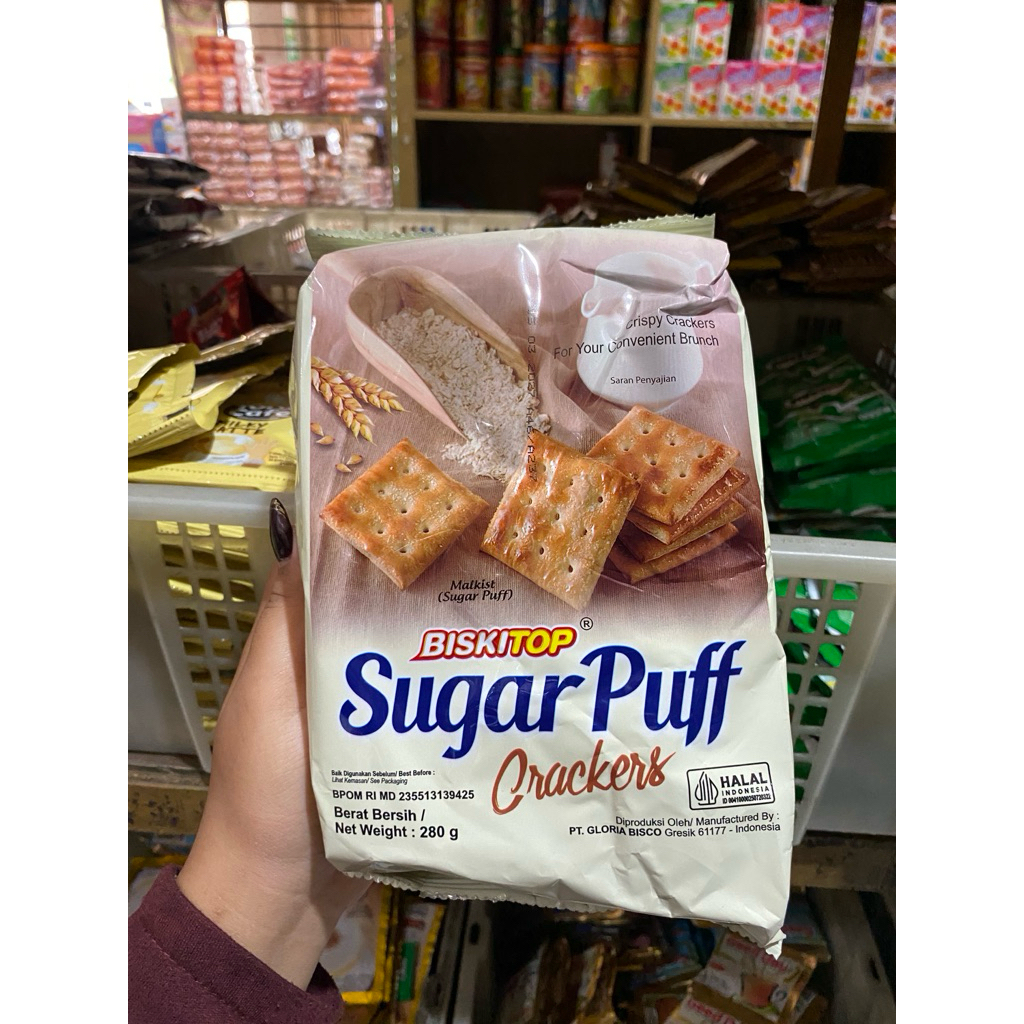 Crispy Crackers
For Your Convenient Brunch
Saran Penyajian
Malkist
(Sugar Puff)
BISKITOP®
Sugar Puff
Crackers
Baik Digunakan Sebelum/ Best Before :
Lihat Kemasan/ See Packaging
BPOM RI MD 235513139425
Berat Bersih /
Net Weight : 280 g
HALAL
INDONESIA
Diproduksi Oleh/ Manufactured By :
PT. GLORIA BISCO Gresik 61177 - Indonesia